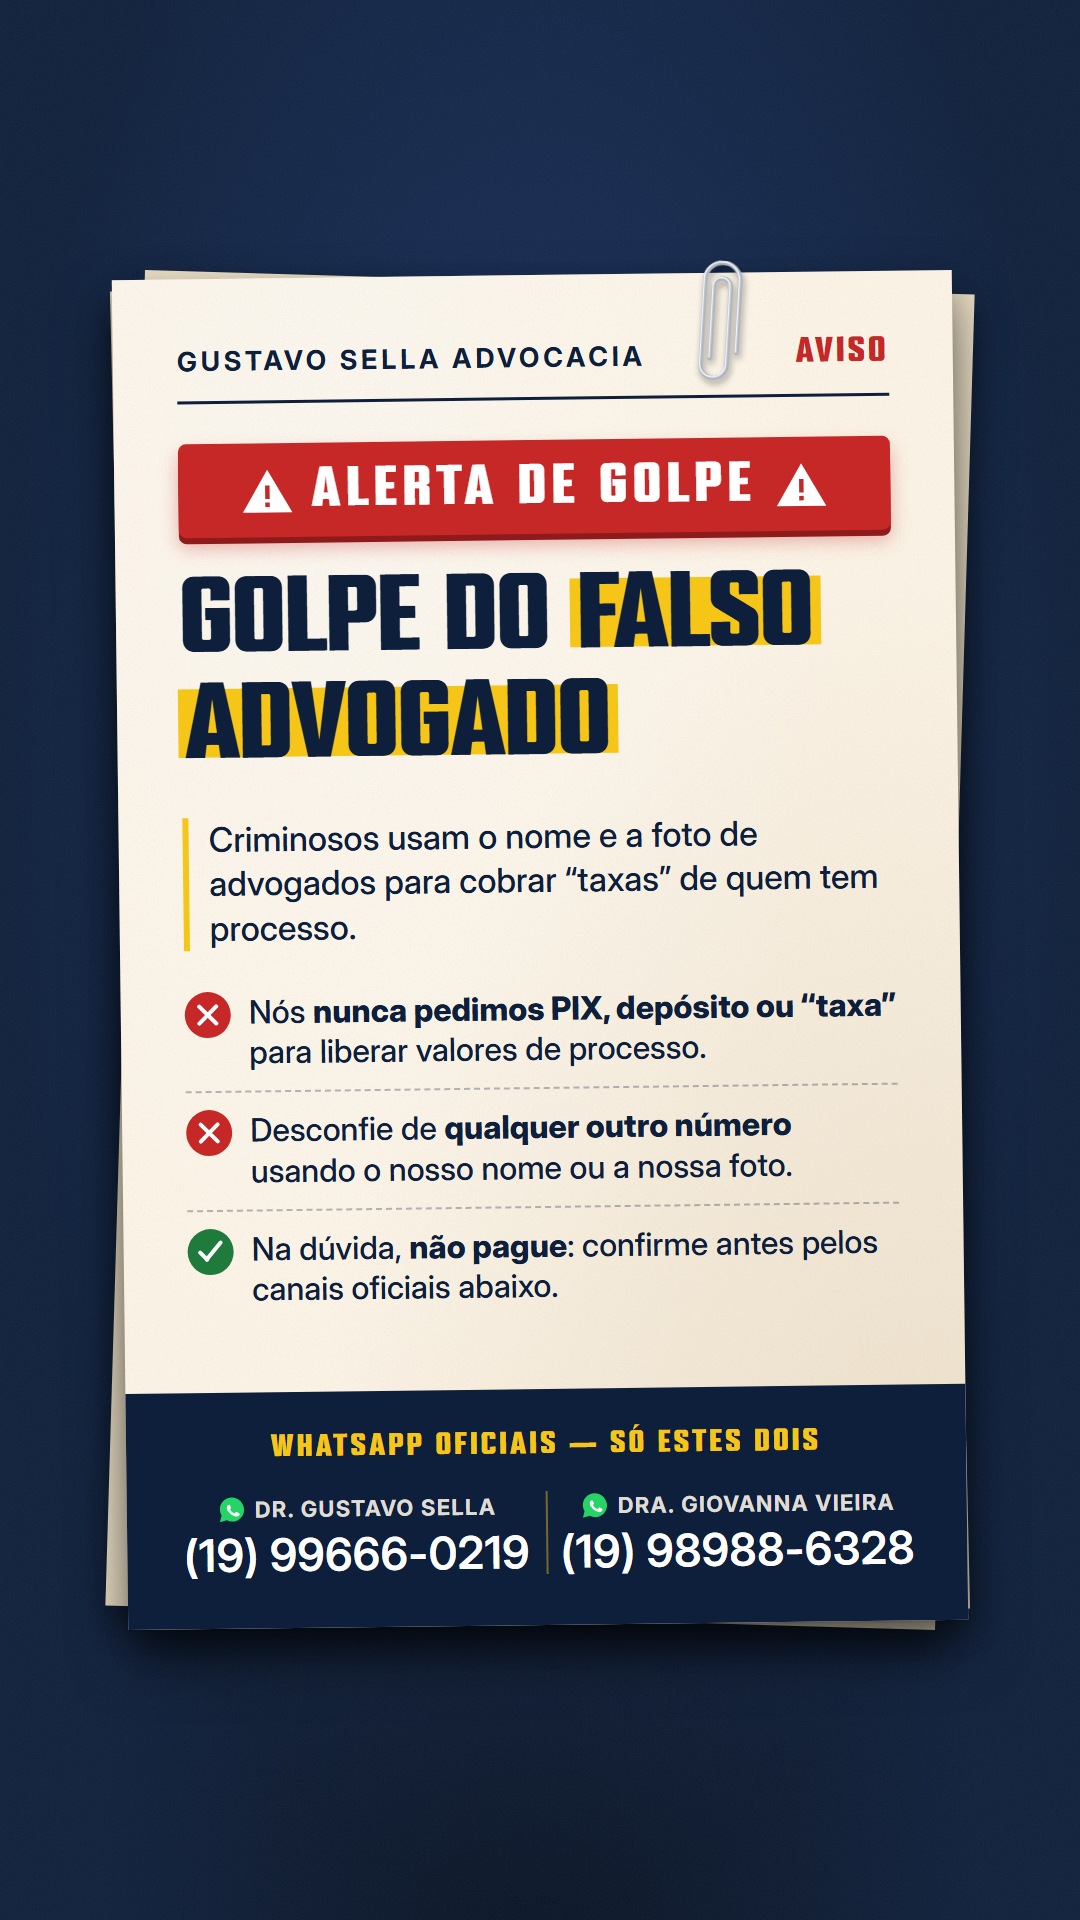 GUSTAVO SELLA ADVOCACIA
AVISO
ALERTA DE GOLPE
GOLPE DO FALSO
ADVOGADO
Criminosos usam o nome e a foto de
advogados para cobrar “taxas” de quem tem
processo.
Nós nunca pedimos PIX, depósito ou “taxa”
para liberar valores de processo.
Desconfie de qualquer outro número
usando o nosso nome ou a nossa foto.
Na dúvida, não pague: confirme antes pelos
canais oficiais abaixo.
WHATSAPP OFICIAIS — SÓ ESTES DOIS
DR. GUSTAVO SELLA
(19) 99666-0219
DRA. GIOVANNA VIEIRA
(19) 98988-6328